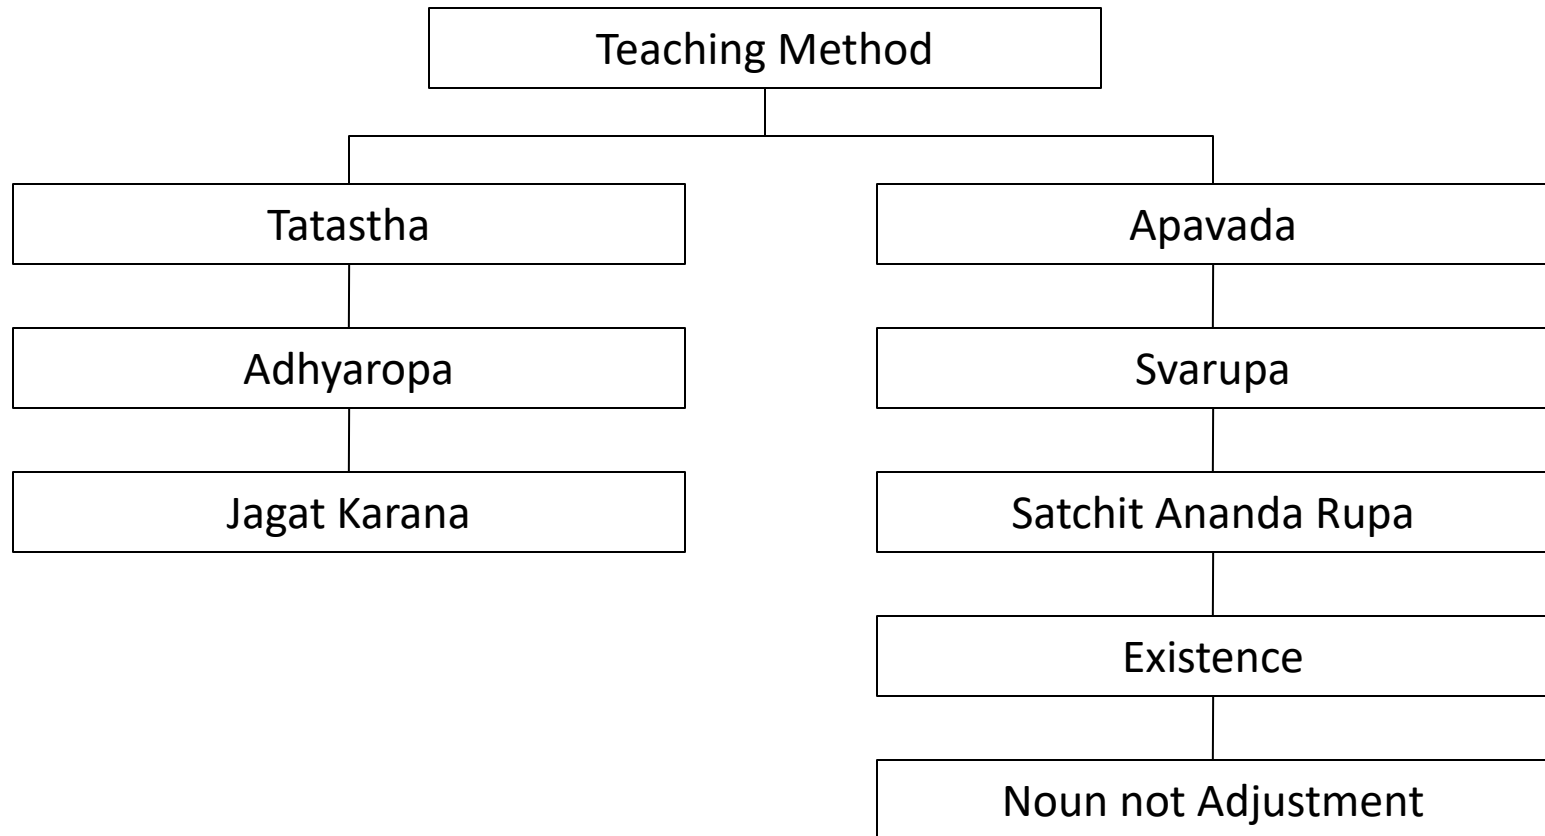 Teaching Method
Tatastha
Apavada
Adhyaropa
Svarupa
Jagat Karana
Satchit Ananda Rupa
Existence
Noun not Adjustment